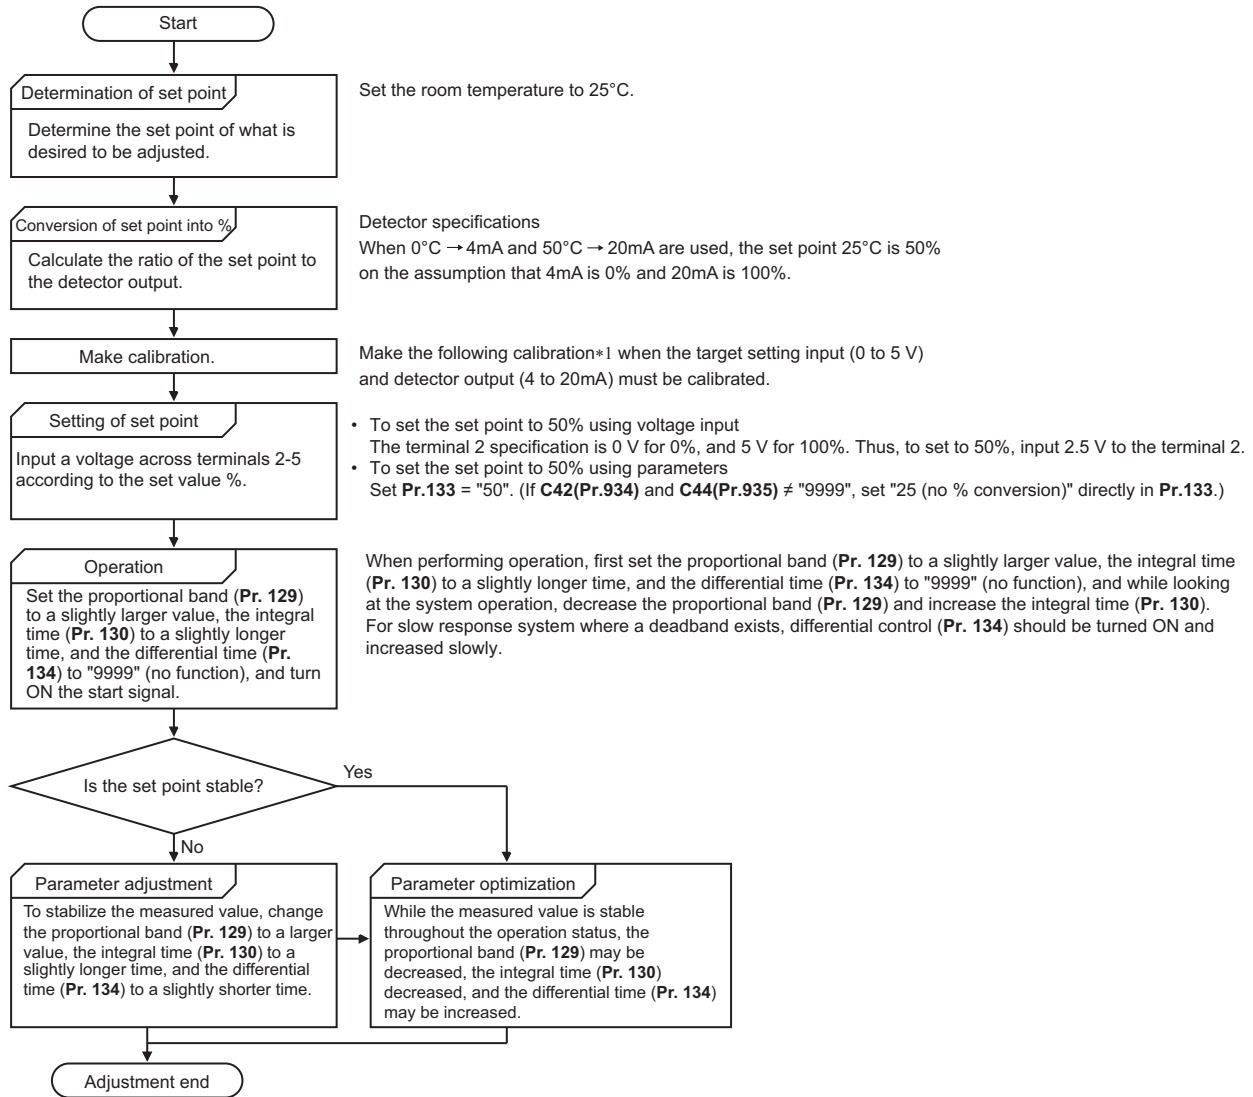 Start
Determination of set point
Determine the set point of what is
desired to be adjusted.
Set the room temperature to 25°C.
Conversion of set point into %
Calculate the ratio of the set point to
the detector output.
Detector specifications
When 0°C → 4mA and 50°C → 20mA are used, the set point 25°C is 50%
on the assumption that 4mA is 0% and 20mA is 100%.
Make calibration.
Make the following calibration*1 when the target setting input (0 to 5 V)
and detector output (4 to 20mA) must be calibrated.
Setting of set point
Input a voltage across terminals 2-5
according to the set value %.
• To set the set point to 50% using voltage input
The terminal 2 specification is 0 V for 0%, and 5 V for 100%. Thus, to set to 50%, input 2.5 V to the terminal 2.
• To set the set point to 50% using parameters
Set Pr.133 = "50". (If C42(Pr.934) and C44(Pr.935) ≠ "9999", set "25 (no % conversion)" directly in Pr.133.)
Operation
Set the proportional band (Pr. 129)
to a slightly larger value, the integral
time (Pr. 130) to a slightly longer
time, and the differential time (Pr.
134) to "9999" (no function), and turn
ON the start signal.
When performing operation, first set the proportional band (Pr. 129) to a slightly larger value, the integral time
(Pr. 130) to a slightly longer time, and the differential time (Pr. 134) to "9999" (no function), and while looking
at the system operation, decrease the proportional band (Pr. 129) and increase the integral time (Pr. 130).
For slow response system where a deadband exists, differential control (Pr. 134) should be turned ON and
increased slowly.
Is the set point stable?
Yes
No
Parameter adjustment
To stabilize the measured value, change
the proportional band (Pr. 129) to a larger
value, the integral time (Pr. 130) to a
slightly longer time, and the differential
time (Pr. 134) to a slightly shorter time.
Parameter optimization
While the measured value is stable
throughout the operation status, the
proportional band (Pr. 129) may be
decreased, the integral time (Pr. 130)
decreased, and the differential time (Pr. 134)
may be increased.
Adjustment end